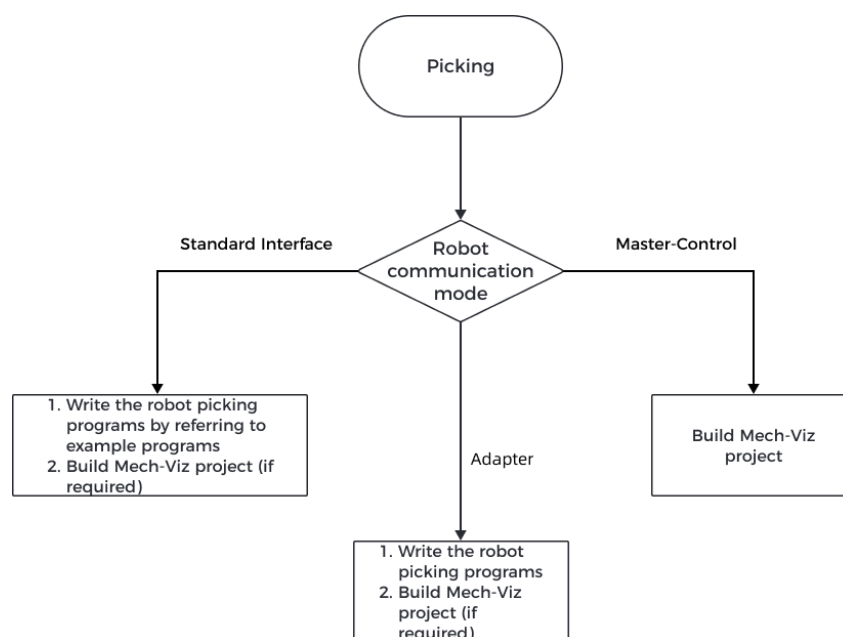 Picking
Standard Interface
Robot
communication
mode
Master-Control
1. Write the robot picking
programs by referring to
example programs
2. Build Mech-Viz project (if
required)
Build Mech-Viz
project
Adapter
1. Write the robot
picking programs
2. Build Mech-Viz
project (if
required)